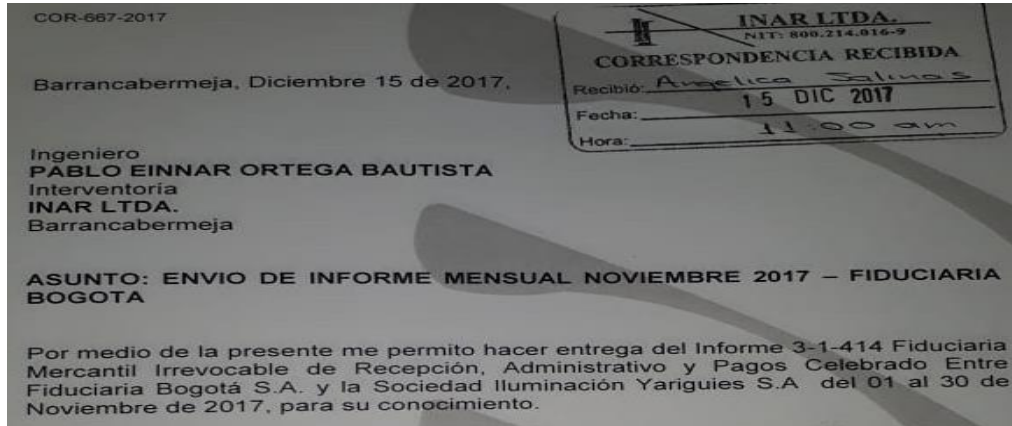 COR-667-2017
INAR LTDA.
NIT: 800.214.016-9
CORRESPONDENCIA RECIBIDA
Recibió: Angelica Salinas
Fecha: 15 DIC 2017
Hora: 11:00 am
Barrancabermeja, Diciembre 15 de 2017,
Ingeniero
PABLO EINNAR ORTEGA BAUTISTA
Interventoría
INAR LTDA.
Barrancabermeja
ASUNTO: ENVIO DE INFORME MENSUAL NOVIEMBRE 2017 – FIDUCIARIA
BOGOTA
Por medio de la presente me permito hacer entrega del Informe 3-1-414 Fiduciaria
Mercantil Irrevocable de Recepción, Administrativo y Pagos Celebrado Entre
Fiduciaria Bogotá S.A. y la Sociedad Iluminación Yariguies S.A del 01 al 30 de
Noviembre de 2017, para su conocimiento.